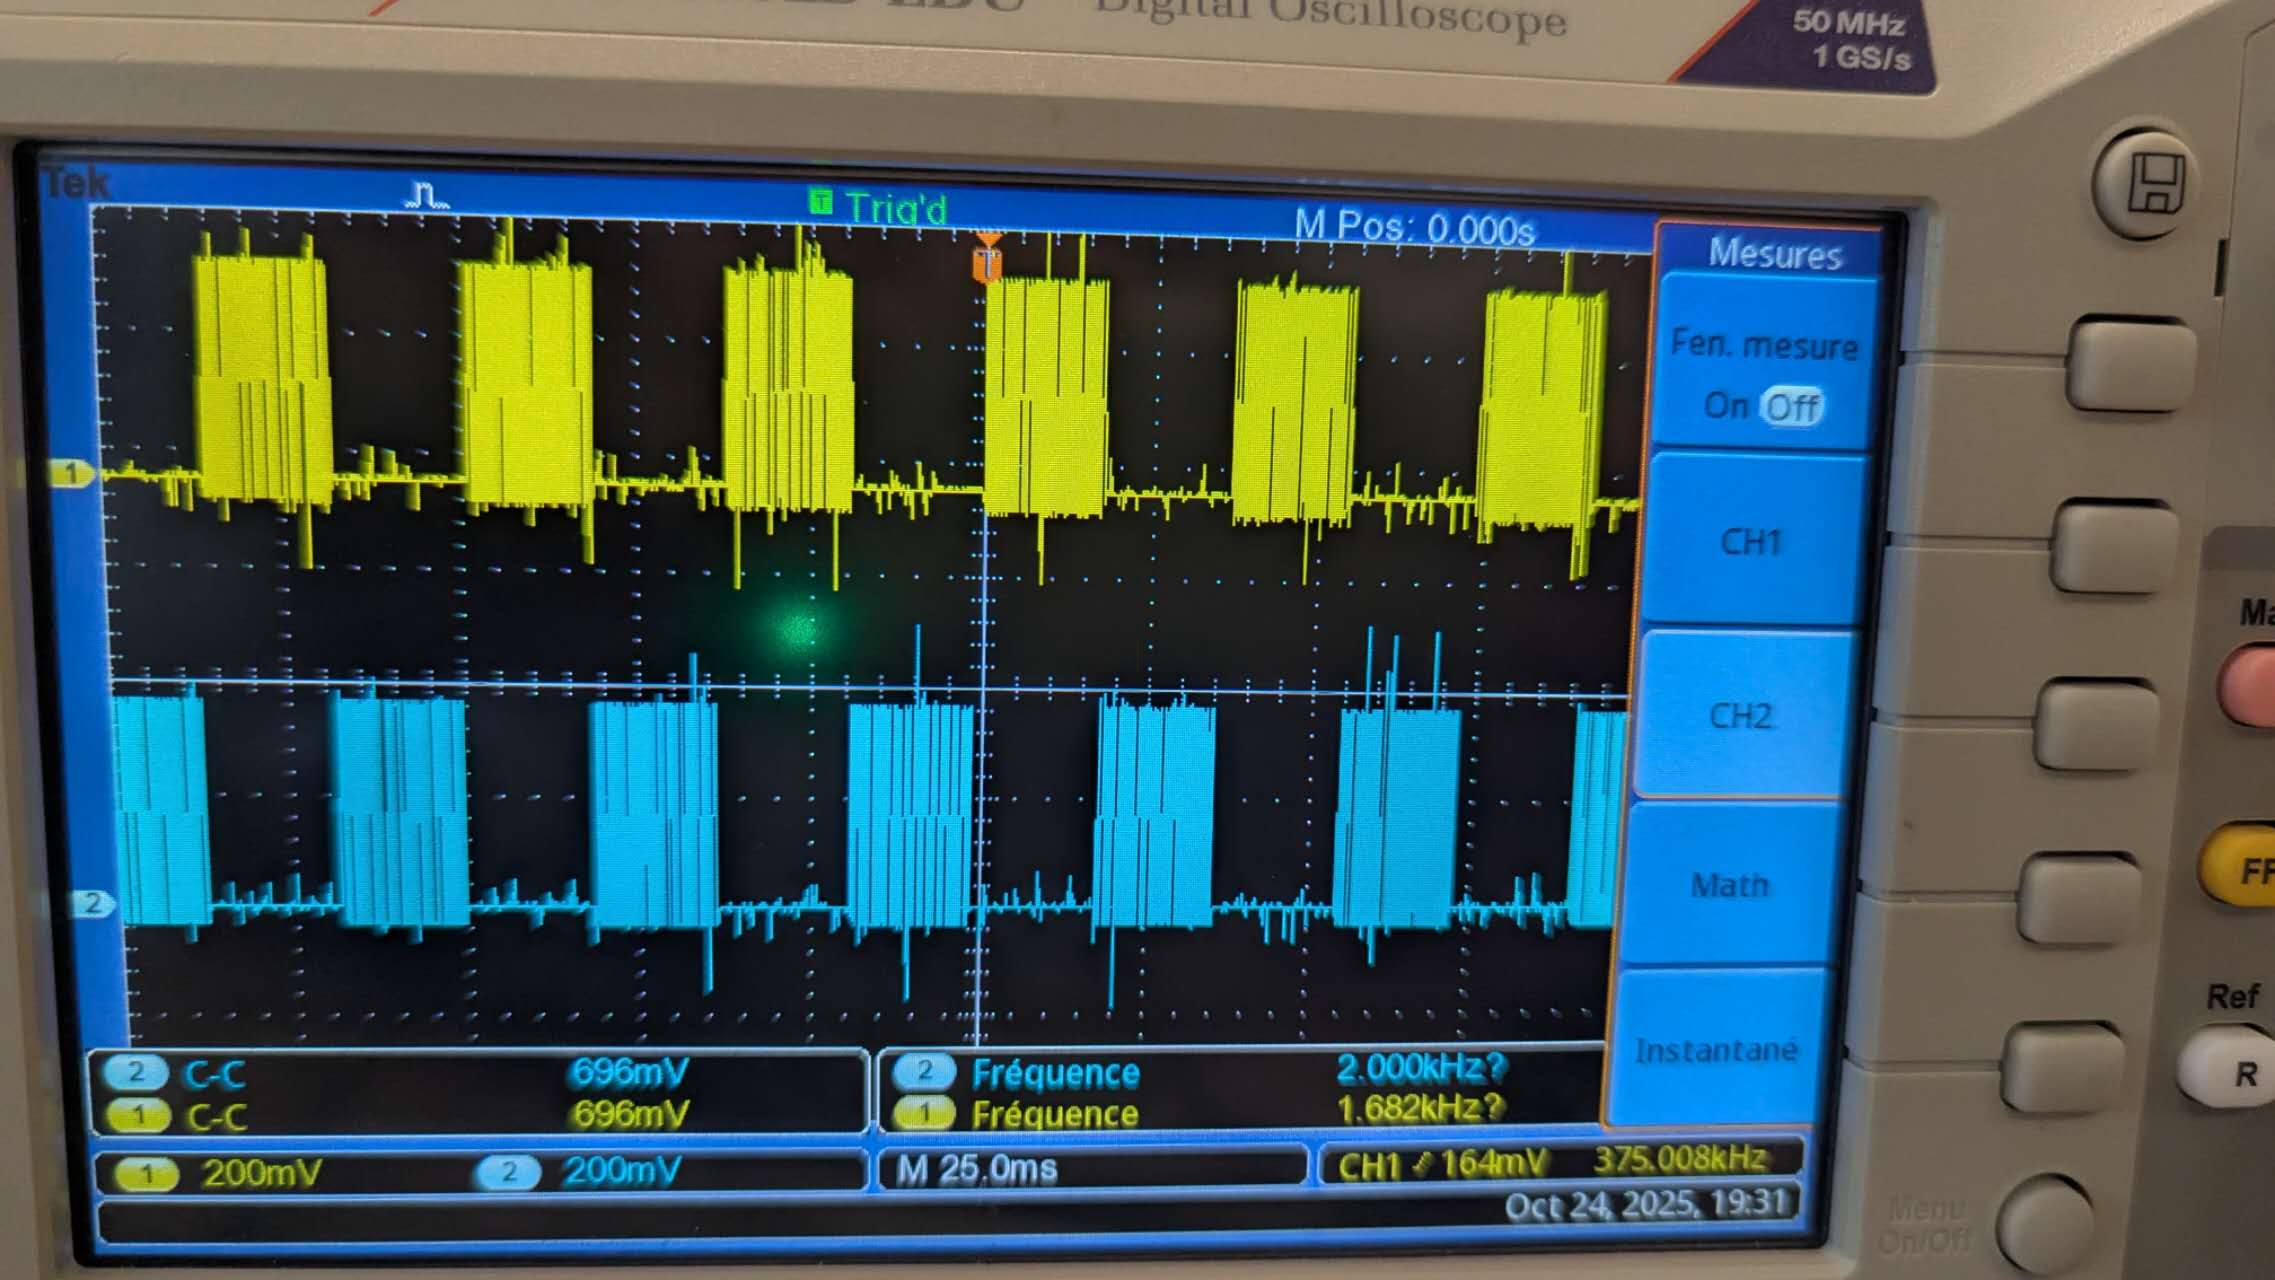 Digital Oscilloscope
50 MHz
1 GS/s
Tek
T Trig'd
M Pos: 0.000s
Mesures
T
Fen. mesure
On Off
1
CH1
CH2
2
Math
Instantané
Ref
R
2 C-C 696mV
1 C-C 696mV
2 Fréquence 2.000kHz?
1 Fréquence 1.682kHz?
1 200mV 2 200mV
M 25.0ms
CH1 164mV 375.008kHz
Oct 24, 2025, 19:31
Menu
On/Off